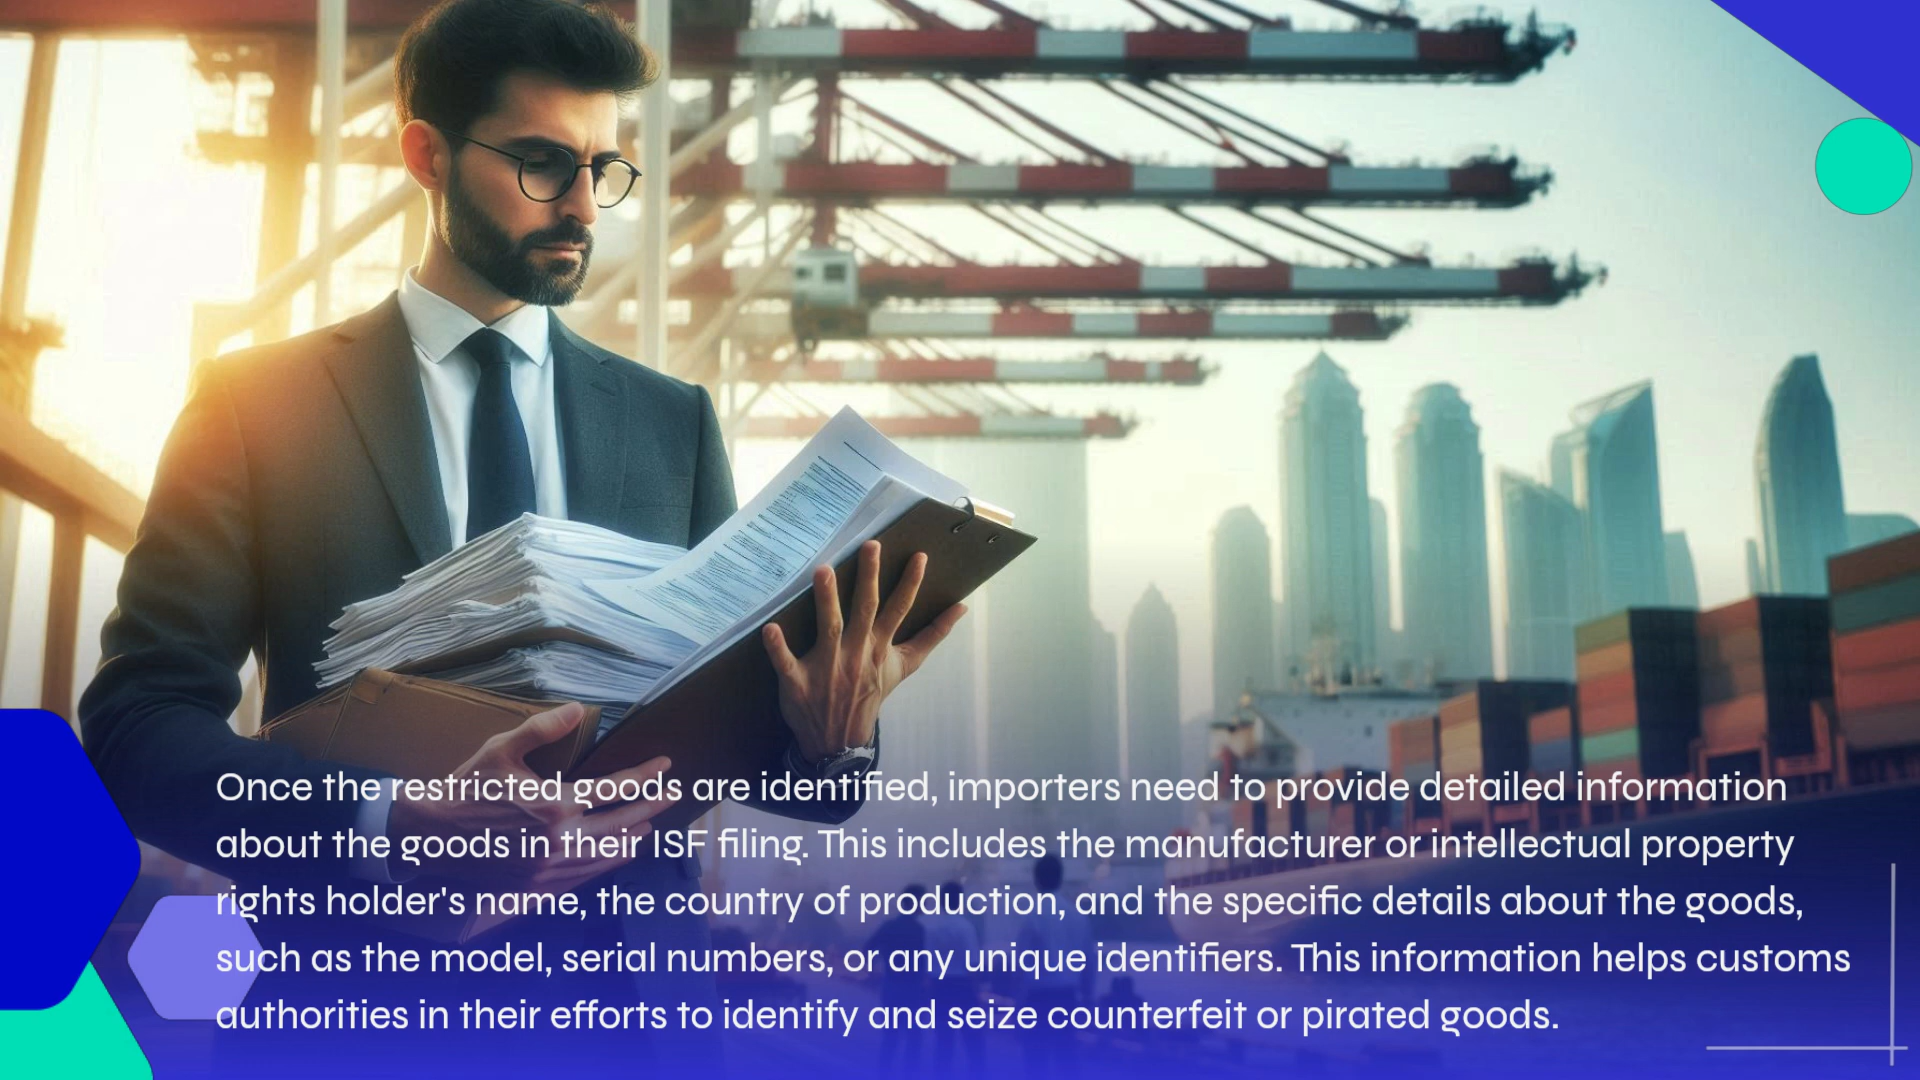 Once the restricted goods are identified, importers need to provide detailed information
about the goods in their ISF filing. This includes the manufacturer or intellectual property
rights holder's name, the country of production, and the specific details about the goods,
such as the model, serial numbers, or any unique identifiers. This information helps customs
authorities in their efforts to identify and seize counterfeit or pirated goods.